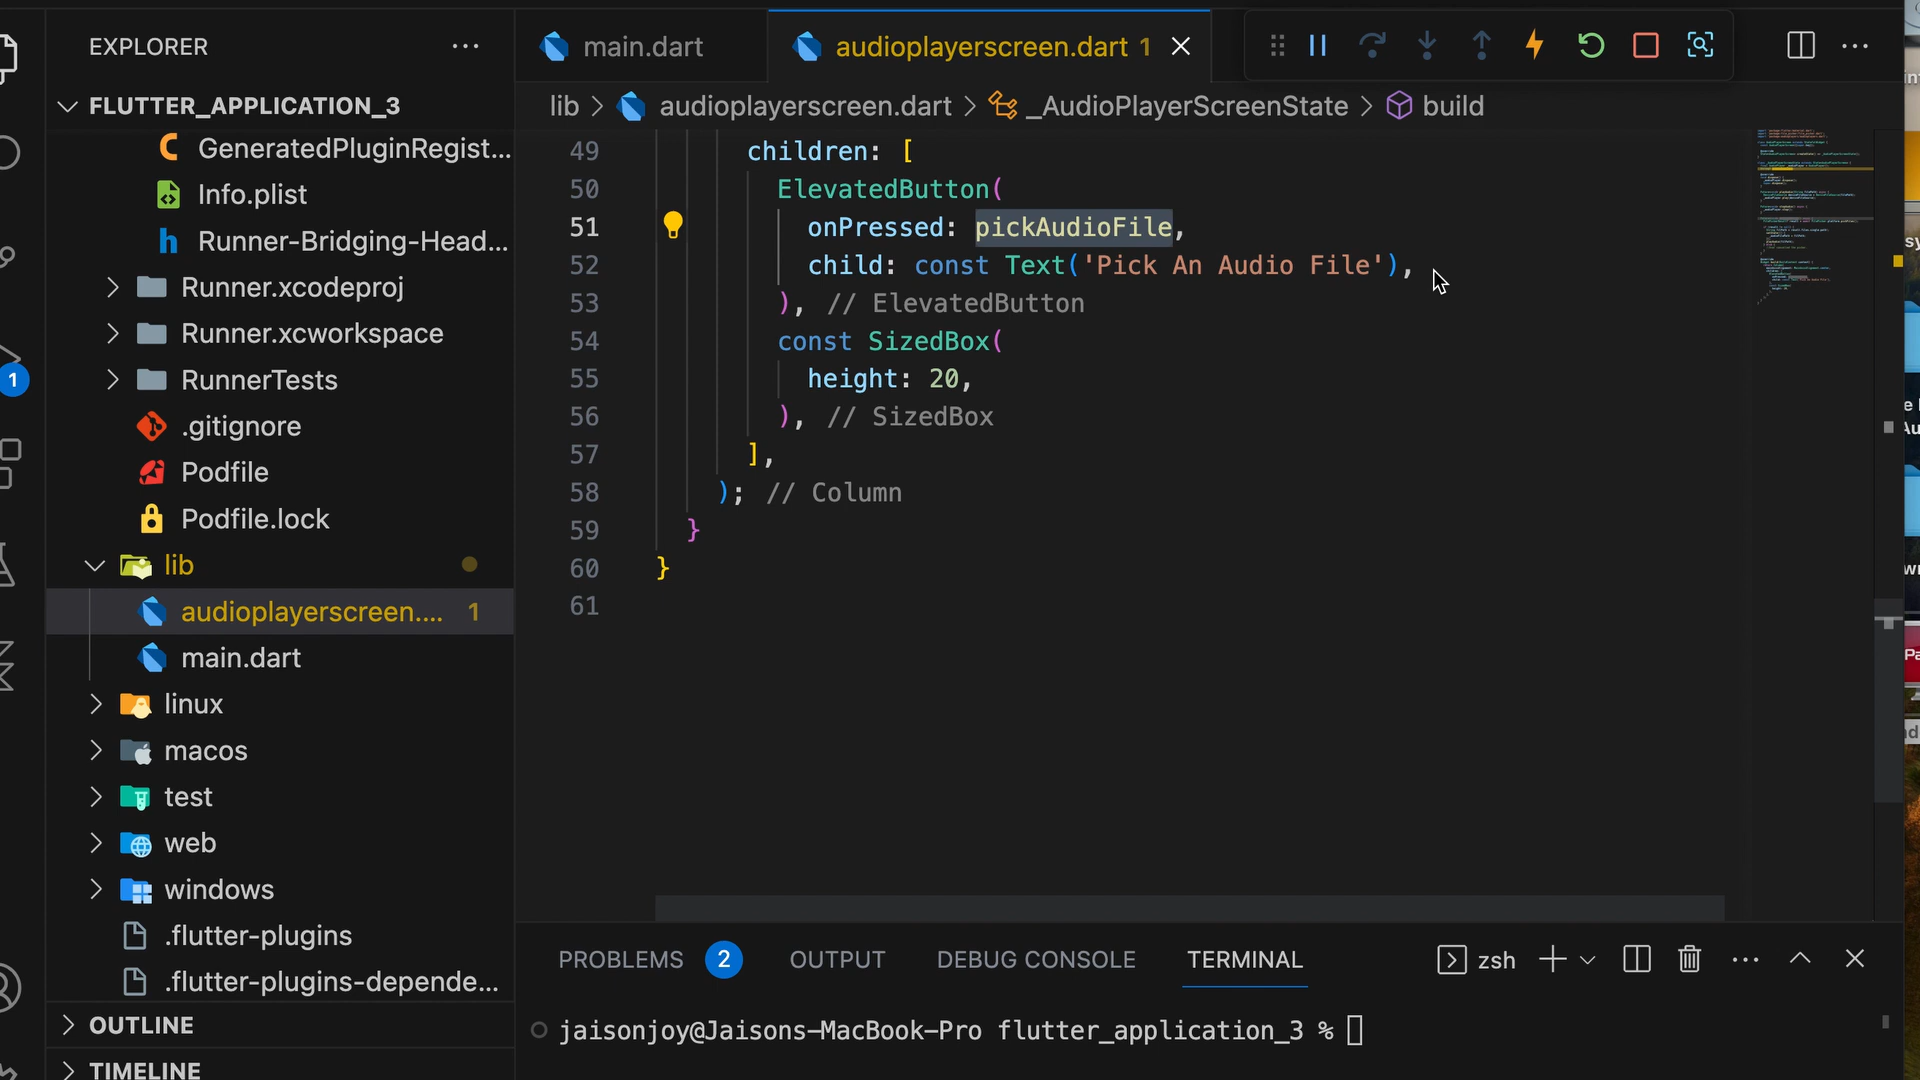 EXPLORER
FLUTTER_APPLICATION_3
GeneratedPluginRegist...
Info.plist
Runner-Bridging-Head...
Runner.xcodeproj
Runner.xcworkspace
RunnerTests
.gitignore
Podfile
Podfile.lock
lib
audioplayerscreen.... 1
main.dart
linux
macos
test
web
windows
.flutter-plugins
.flutter-plugins-depende...
OUTLINE
TIMELINE
1
main.dart
audioplayerscreen.dart 1
lib > audioplayerscreen.dart > _AudioPlayerScreenState > build
49 children: [
50 ElevatedButton(
51 onPressed: pickAudioFile,
52 child: const Text('Pick An Audio File'),
53 ), // ElevatedButton
54 const SizedBox(
55 height: 20,
56 ), // SizedBox
57 ],
58 ); // Column
59 }
60 }
61
PROBLEMS 2 OUTPUT DEBUG CONSOLE TERMINAL zsh
jaisonjoy@Jaisons-MacBook-Pro flutter_application_3 %